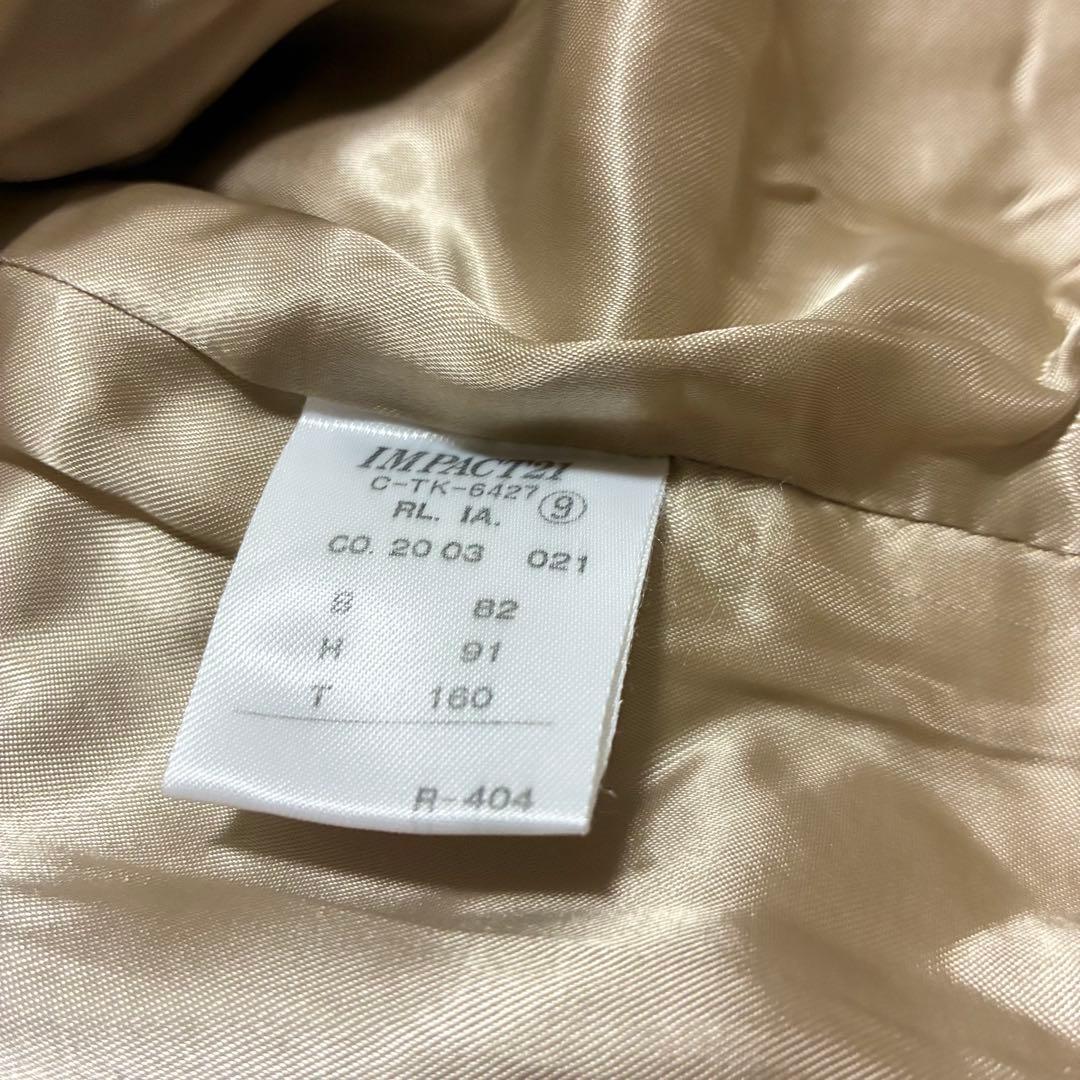 IMPACT21
C-TK-6427 ⑨
RL. IA.
CO. 20 03 021
B 82
H 91
T 160
R-404